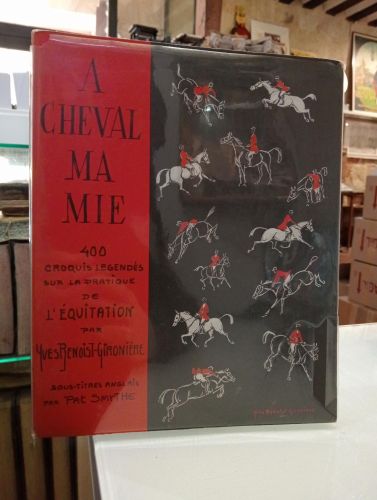 A
CHEVAL
MA
MIE
400
CROQUIS LEGENDÉS
SUR LA PRATIQUE
DE
L'ÉQUITATION
PAR
YVES BENOIST-GIRONIÈRE
SOUS-TITRES ANGLAIS
PAR PAT SMYTHE